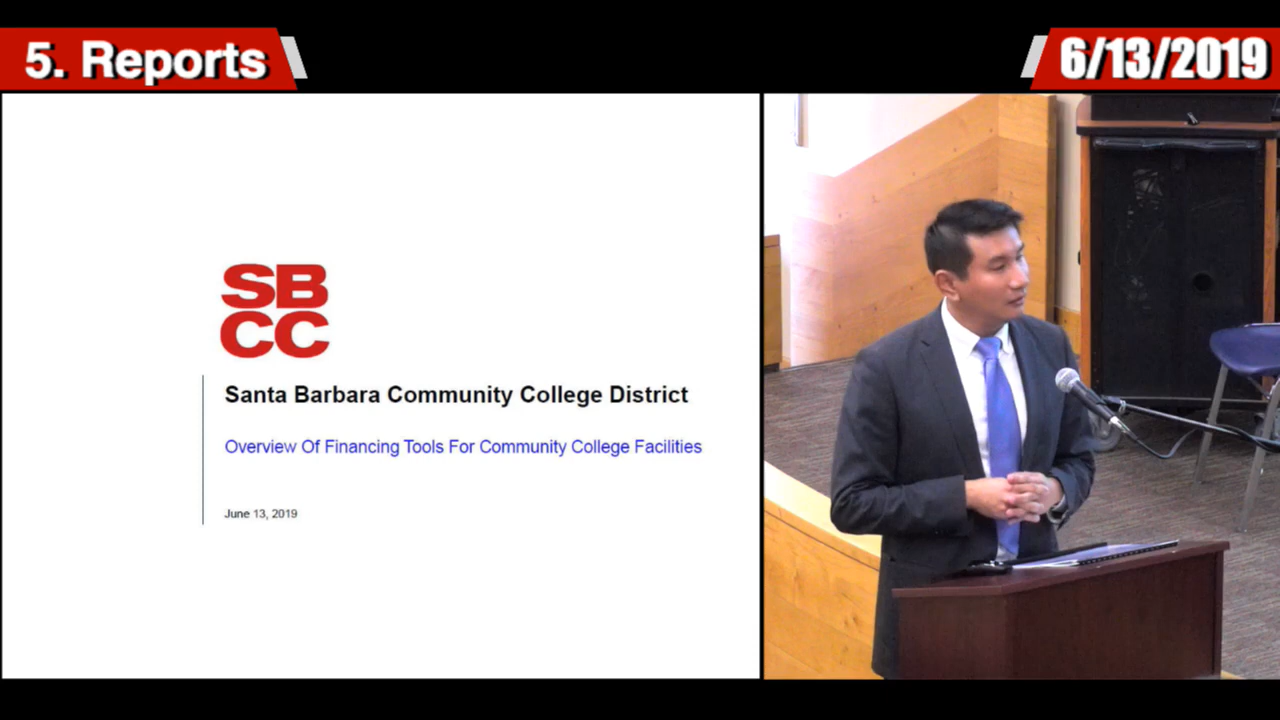 5. Reports
6/13/2019
SB
CC
Santa Barbara Community College District
Overview Of Financing Tools For Community College Facilities
June 13, 2019